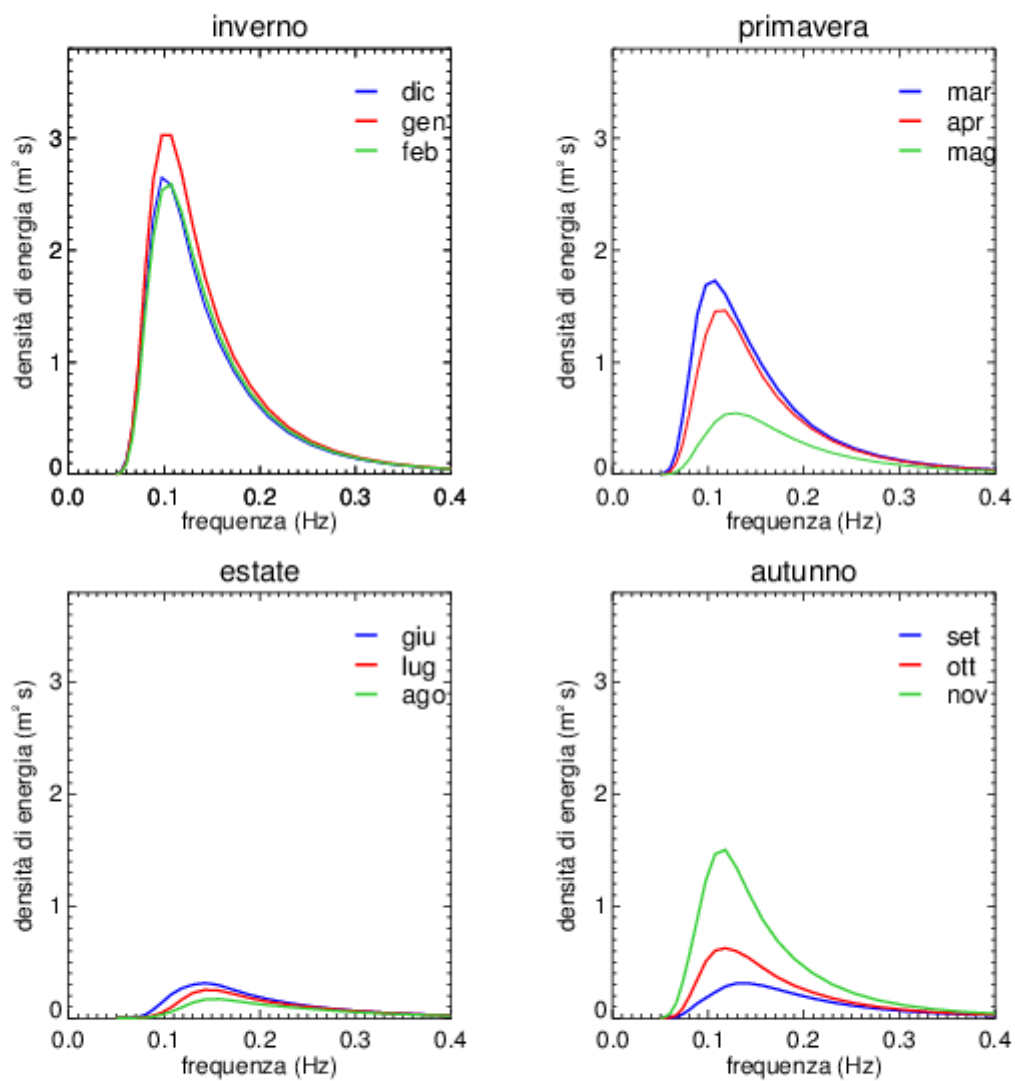 inverno
densità di energia (m² s)
3
2
1
0
dic
gen
feb
0.0 0.1 0.2 0.3 0.4
frequenza (Hz)
primavera
densità di energia (m² s)
3
2
1
0
mar
apr
mag
0.0 0.1 0.2 0.3 0.4
frequenza (Hz)
estate
densità di energia (m² s)
3
2
1
0
giu
lug
ago
0.0 0.1 0.2 0.3 0.4
frequenza (Hz)
autunno
densità di energia (m² s)
3
2
1
0
set
ott
nov
0.0 0.1 0.2 0.3 0.4
frequenza (Hz)